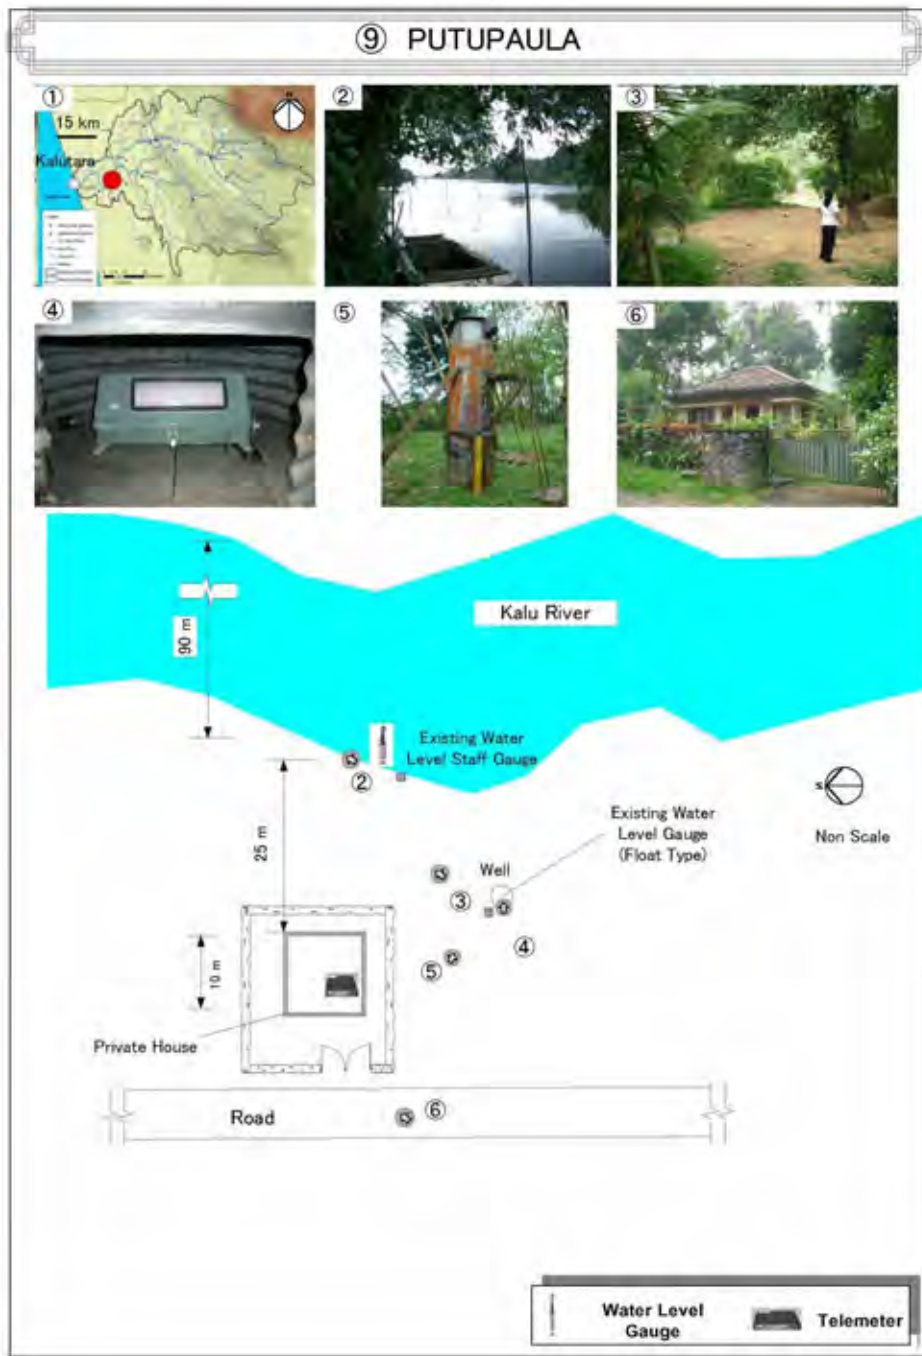 ⑨ PUTUPAULA
①
15 km
Kalutara
N
②
③
④
⑤
⑥
90 m
Kalu River
Existing Water
Level Staff Gauge
②
25 m
Existing Water
Level Gauge
(Float Type)
N
Non Scale
Well
③
④
⑤
10 m
Private House
Road
⑥
Water Level
Gauge
Telemeter